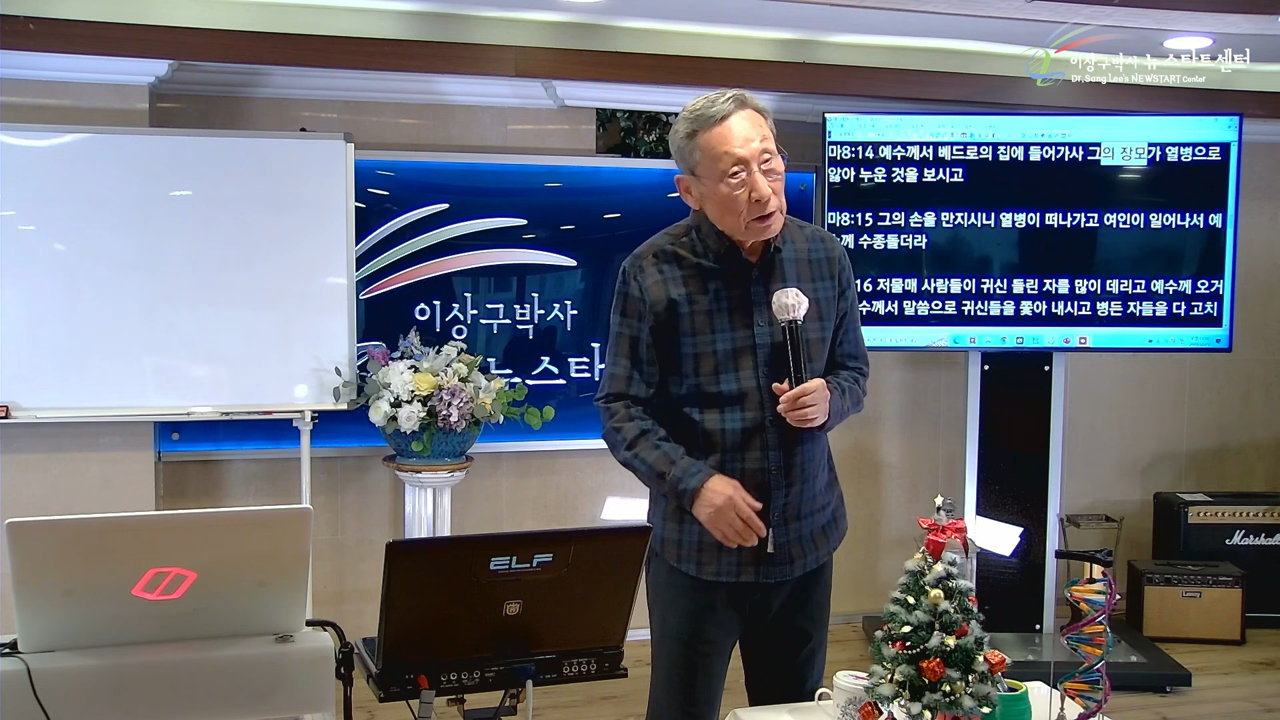 이상구박사 뉴스타트센터
Dr. Sang Lee's NEWSTART Center
마8:14 예수께서 베드로의 집에 들어가사 그의 장모가 열병으로
앓아 누운 것을 보시고
마8:15 그의 손을 만지시니 열병이 떠나가고 여인이 일어나서 예
께 수종들더라
16 저물매 사람들이 귀신 들린 자를 많이 데리고 예수께 오거
수께서 말씀으로 귀신들을 쫓아 내시고 병든 자들을 다 고치
이상구박사
뉴스타
ELF
Marshall
Laney